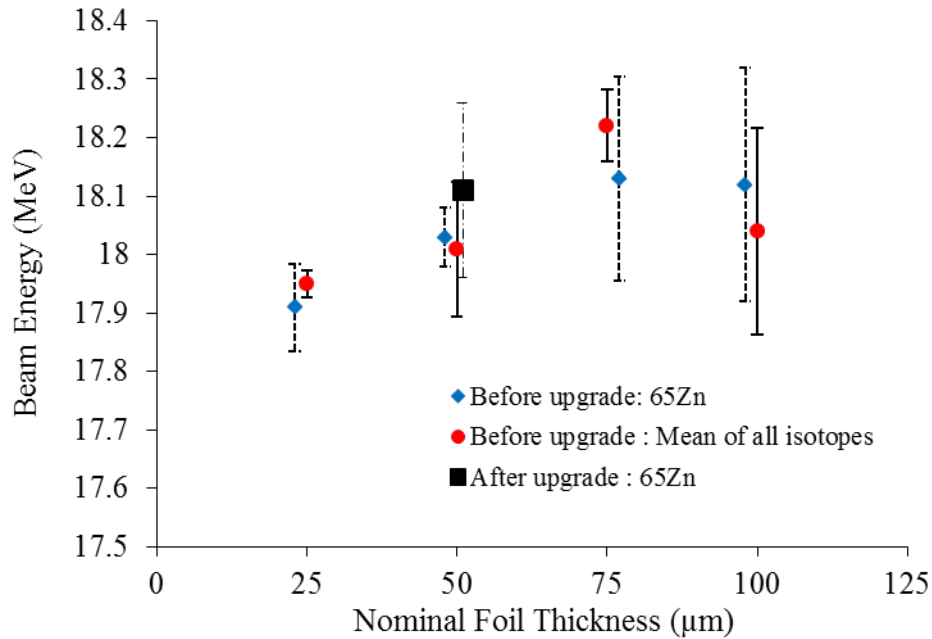 18.4
18.3
18.2
18.1
18
17.9
17.8
17.7
17.6
17.5
Beam Energy (MeV)
Before upgrade: 65Zn
Before upgrade : Mean of all isotopes
After upgrade : 65Zn
0 25 50 75 100 125
Nominal Foil Thickness (µm)